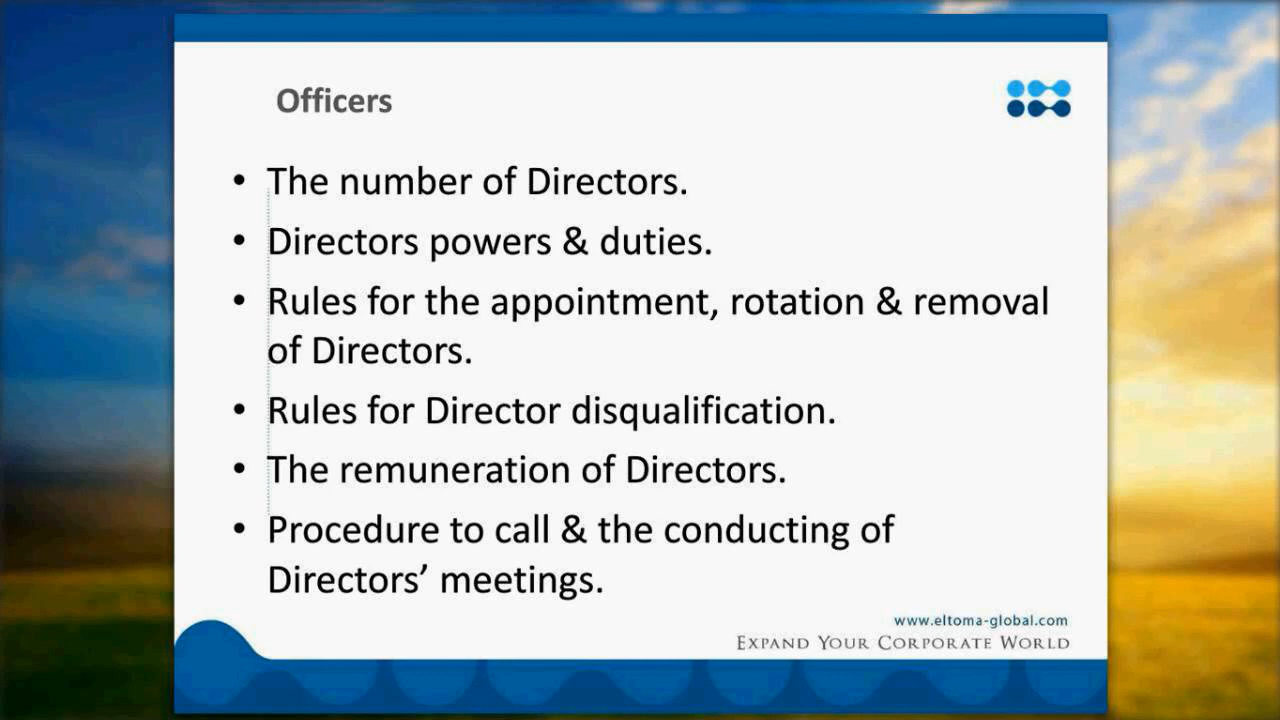 Officers
• The number of Directors.
• Directors powers & duties.
• Rules for the appointment, rotation & removal
of Directors.
• Rules for Director disqualification.
• The remuneration of Directors.
• Procedure to call & the conducting of
Directors’ meetings.
www.eltoma-global.com
EXPAND YOUR CORPORATE WORLD